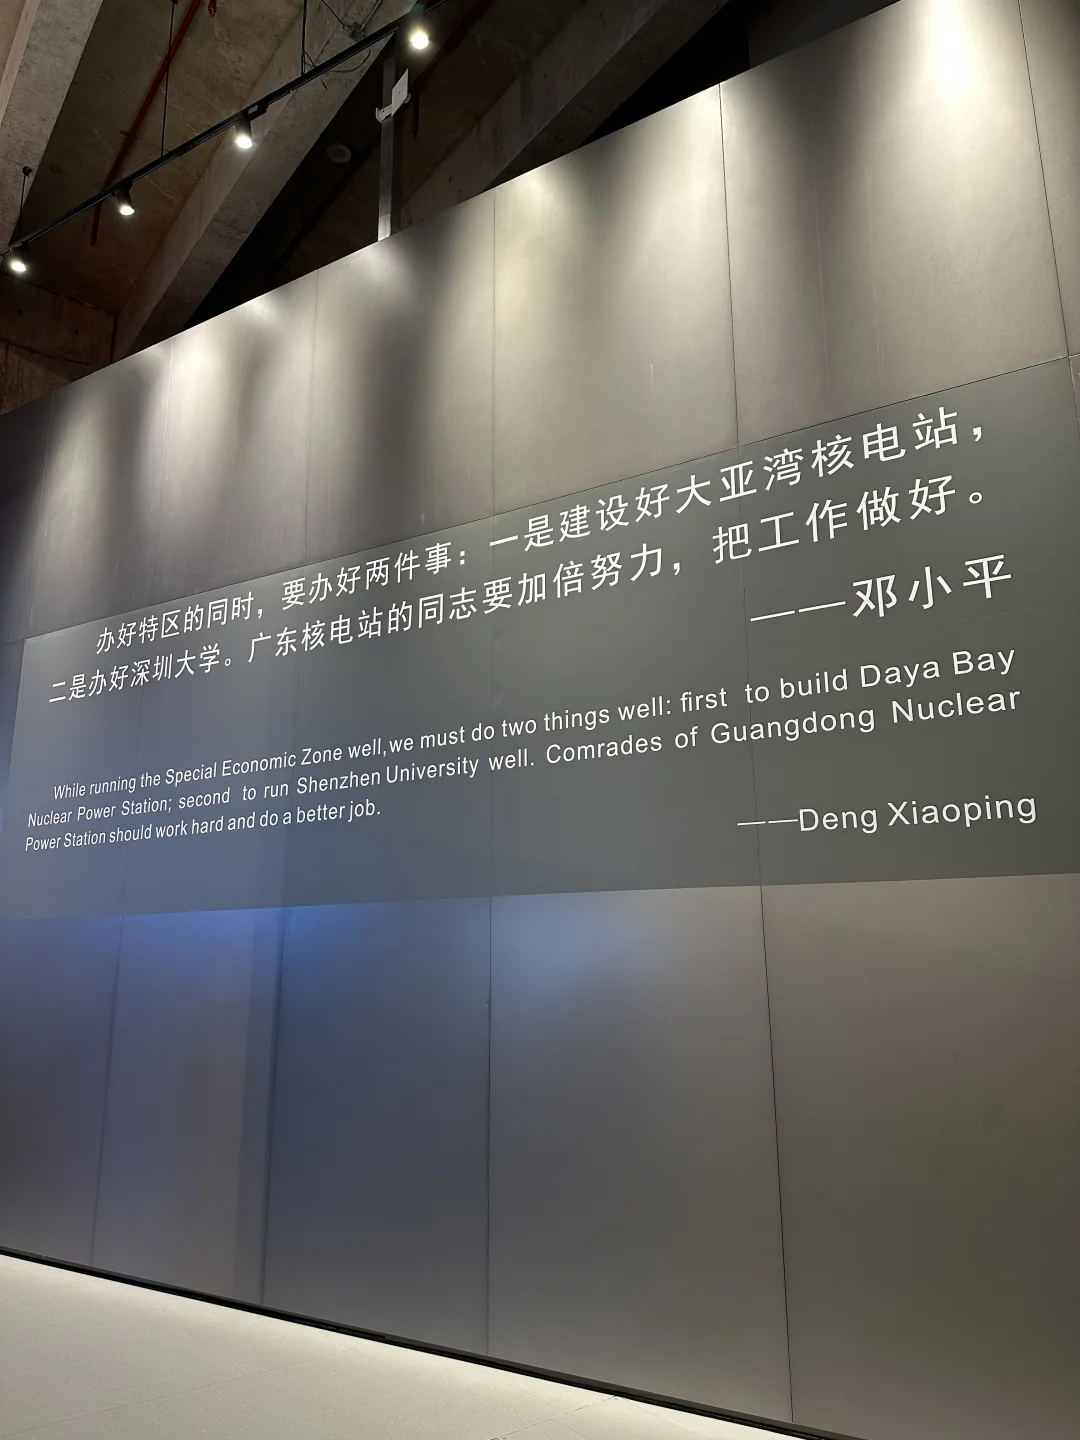 办好特区的同时，要办好两件事：一是建设好大亚湾核电站，
二是办好深圳大学。广东核电站的同志要加倍努力，把工作做好。
——邓小平
While running the Special Economic Zone well,we must do two things well: first to build Daya Bay
Nuclear Power Station; second to run Shenzhen University well. Comrades of Guangdong Nuclear
Power Station should work hard and do a better job.
——Deng Xiaoping